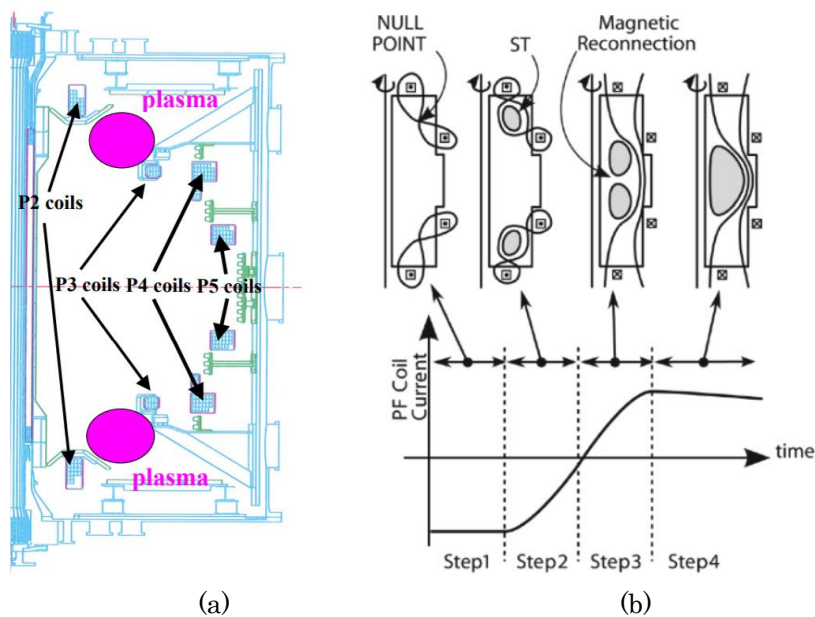 plasma
P2 coils
P3 coils
P4 coils
P5 coils
plasma
(a)
NULL
POINT
ST
Magnetic
Reconnection
PF Coil
Current
time
Step1
Step2
Step3
Step4
(b)